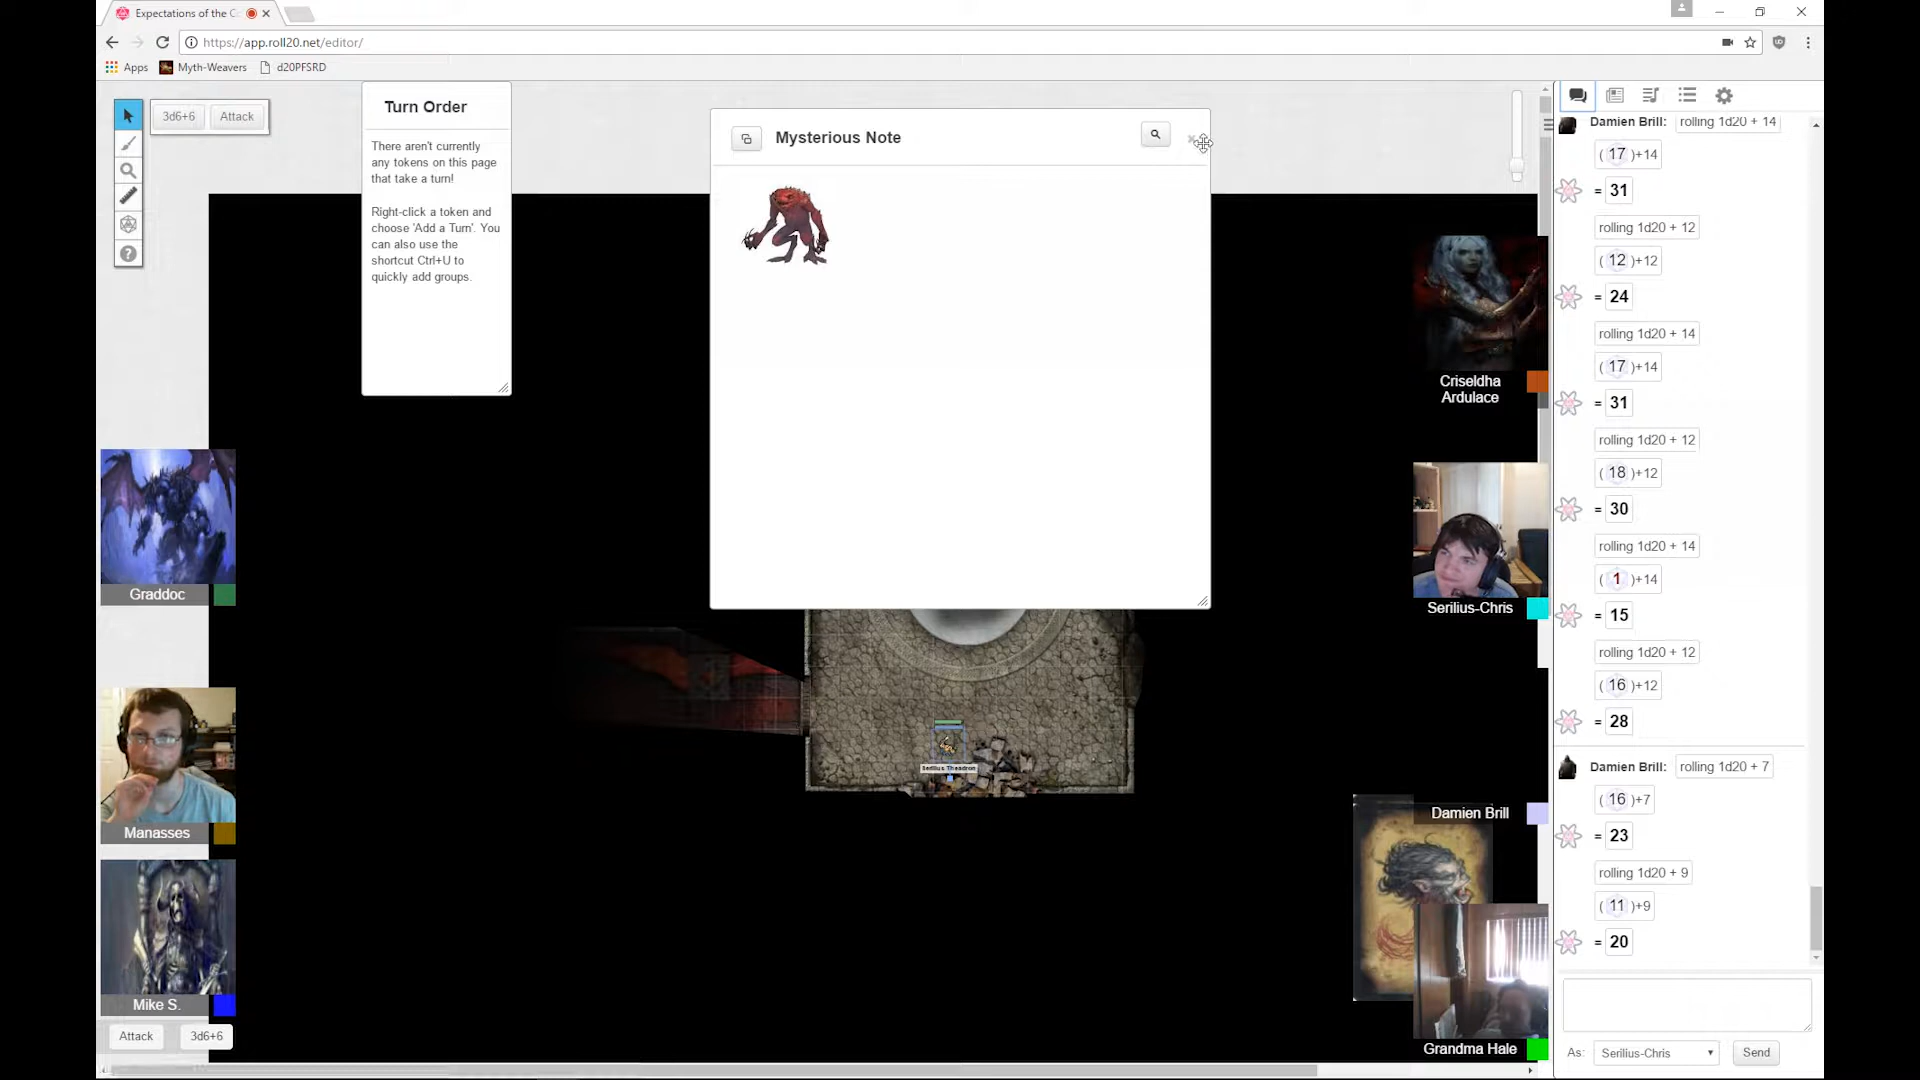 Expectations of the C
https://app.roll20.net/editor/
Apps
Myth-Weavers
d20PFSRD
3d6+6
Attack
Turn Order
There aren't currently
any tokens on this page
that take a turn!
Right-click a token and
choose 'Add a Turn'. You
can also use the
shortcut Ctrl+U to
quickly add groups.
Mysterious Note
Graddoc
Manasses
Mike S.
Attack
3d6+6
Serilius Theadron
Criseldha
Ardulace
Serilius-Chris
Damien Brill
Grandma Hale
Damien Brill: rolling 1d20 + 14
(17)+14
= 31
rolling 1d20 + 12
(12)+12
= 24
rolling 1d20 + 14
(17)+14
= 31
rolling 1d20 + 12
(18)+12
= 30
rolling 1d20 + 14
(1)+14
= 15
rolling 1d20 + 12
(16)+12
= 28
Damien Brill: rolling 1d20 + 7
(16)+7
= 23
rolling 1d20 + 9
(11)+9
= 20
As: Serilius-Chris
Send